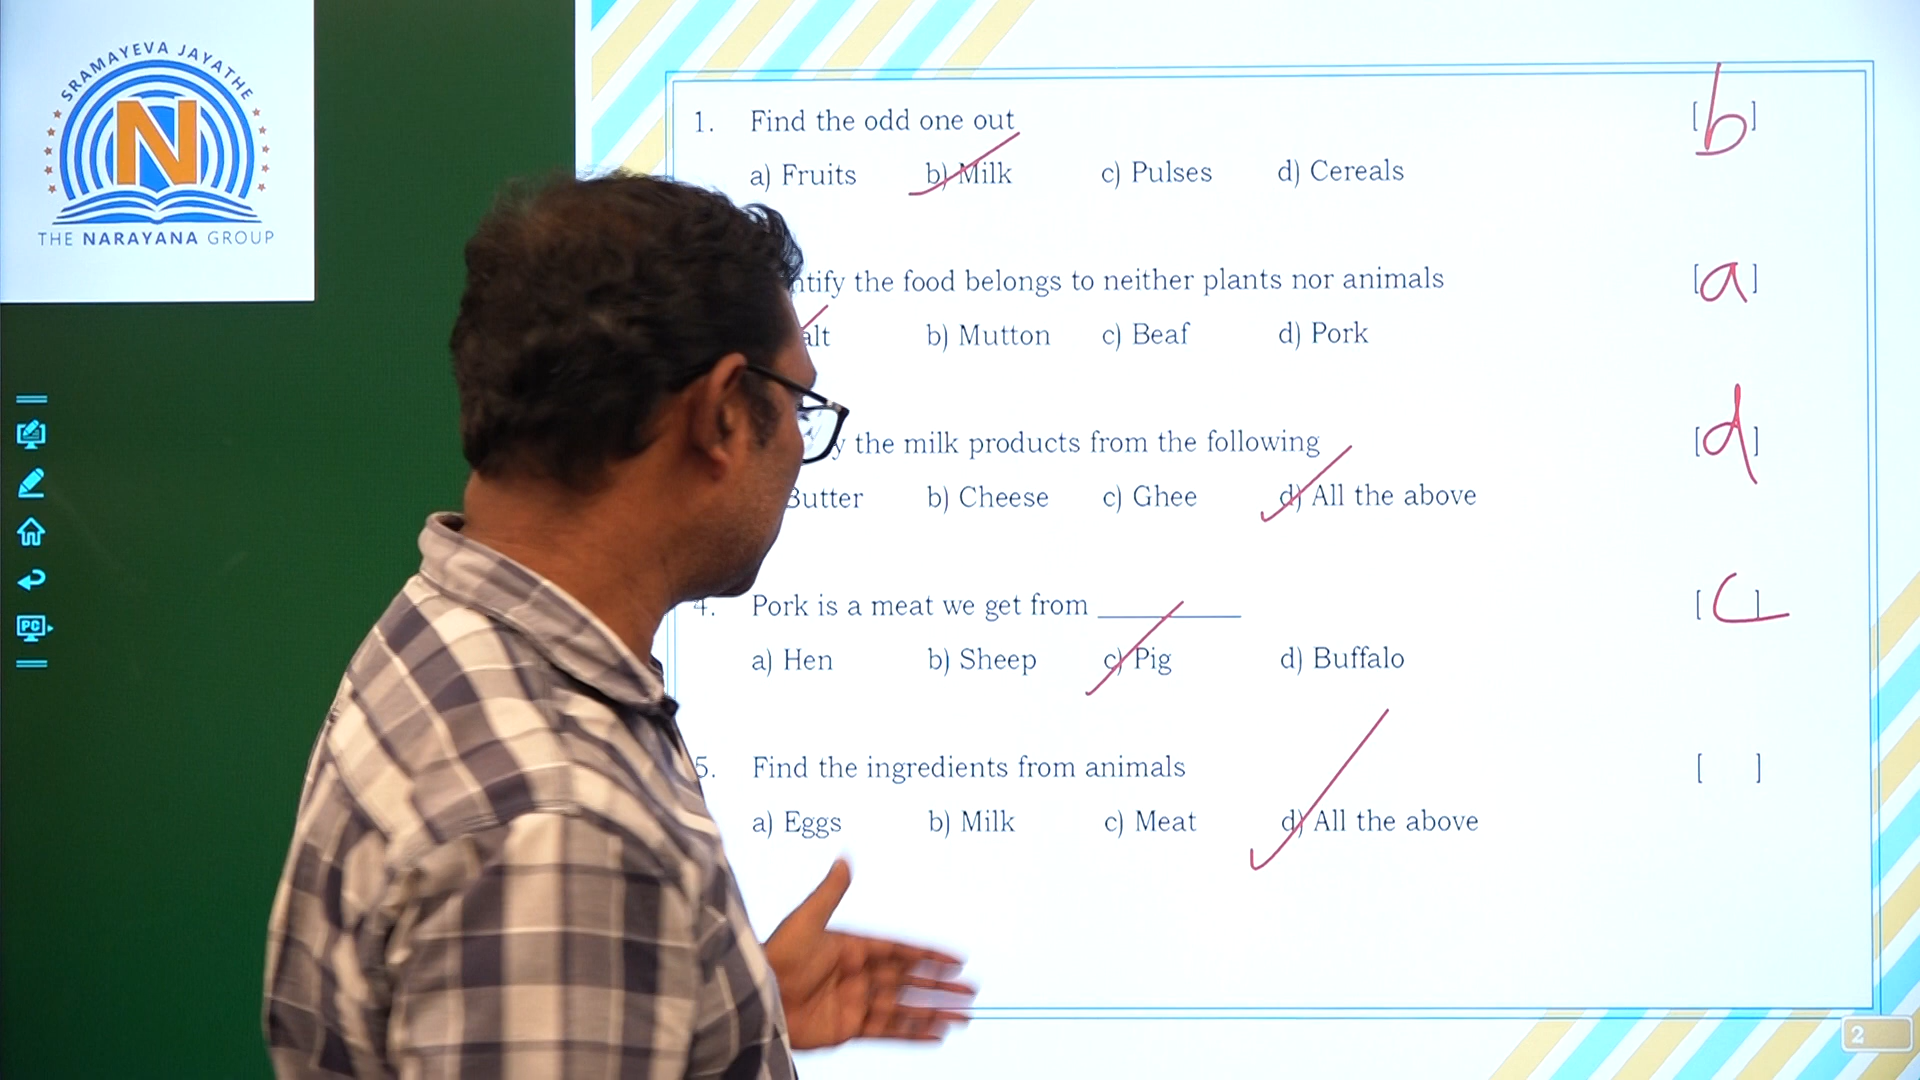 SRAMAYEVA JAYATHE
N
THE NARAYANA GROUP
PC
1. Find the odd one out [b]
a) Fruits b) Milk c) Pulses d) Cereals
the food belongs to neither plants nor animals [a]
b) Mutton c) Beaf d) Pork
the milk products from the following [d]
Butter b) Cheese c) Ghee d) All the above
4. Pork is a meat we get from __________ [c]
a) Hen b) Sheep c) Pig d) Buffalo
5. Find the ingredients from animals [ ]
a) Eggs b) Milk c) Meat d) All the above
2